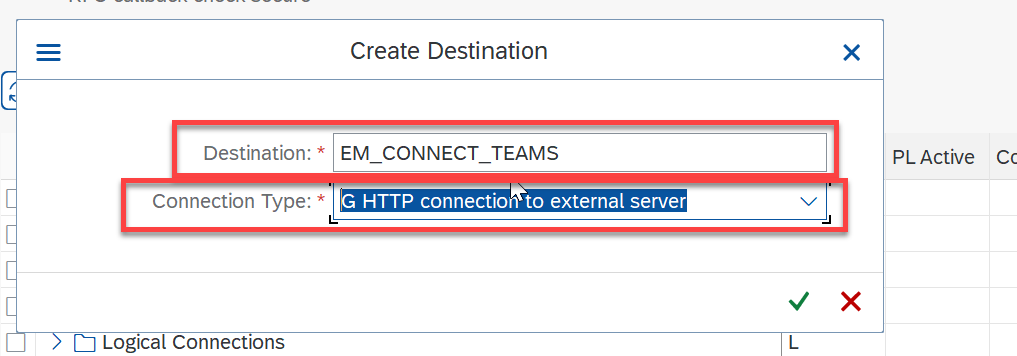 Create Destination
Destination: * EM_CONNECT_TEAMS
PL Active
Connection Type: * G HTTP connection to external server
Logical Connections L